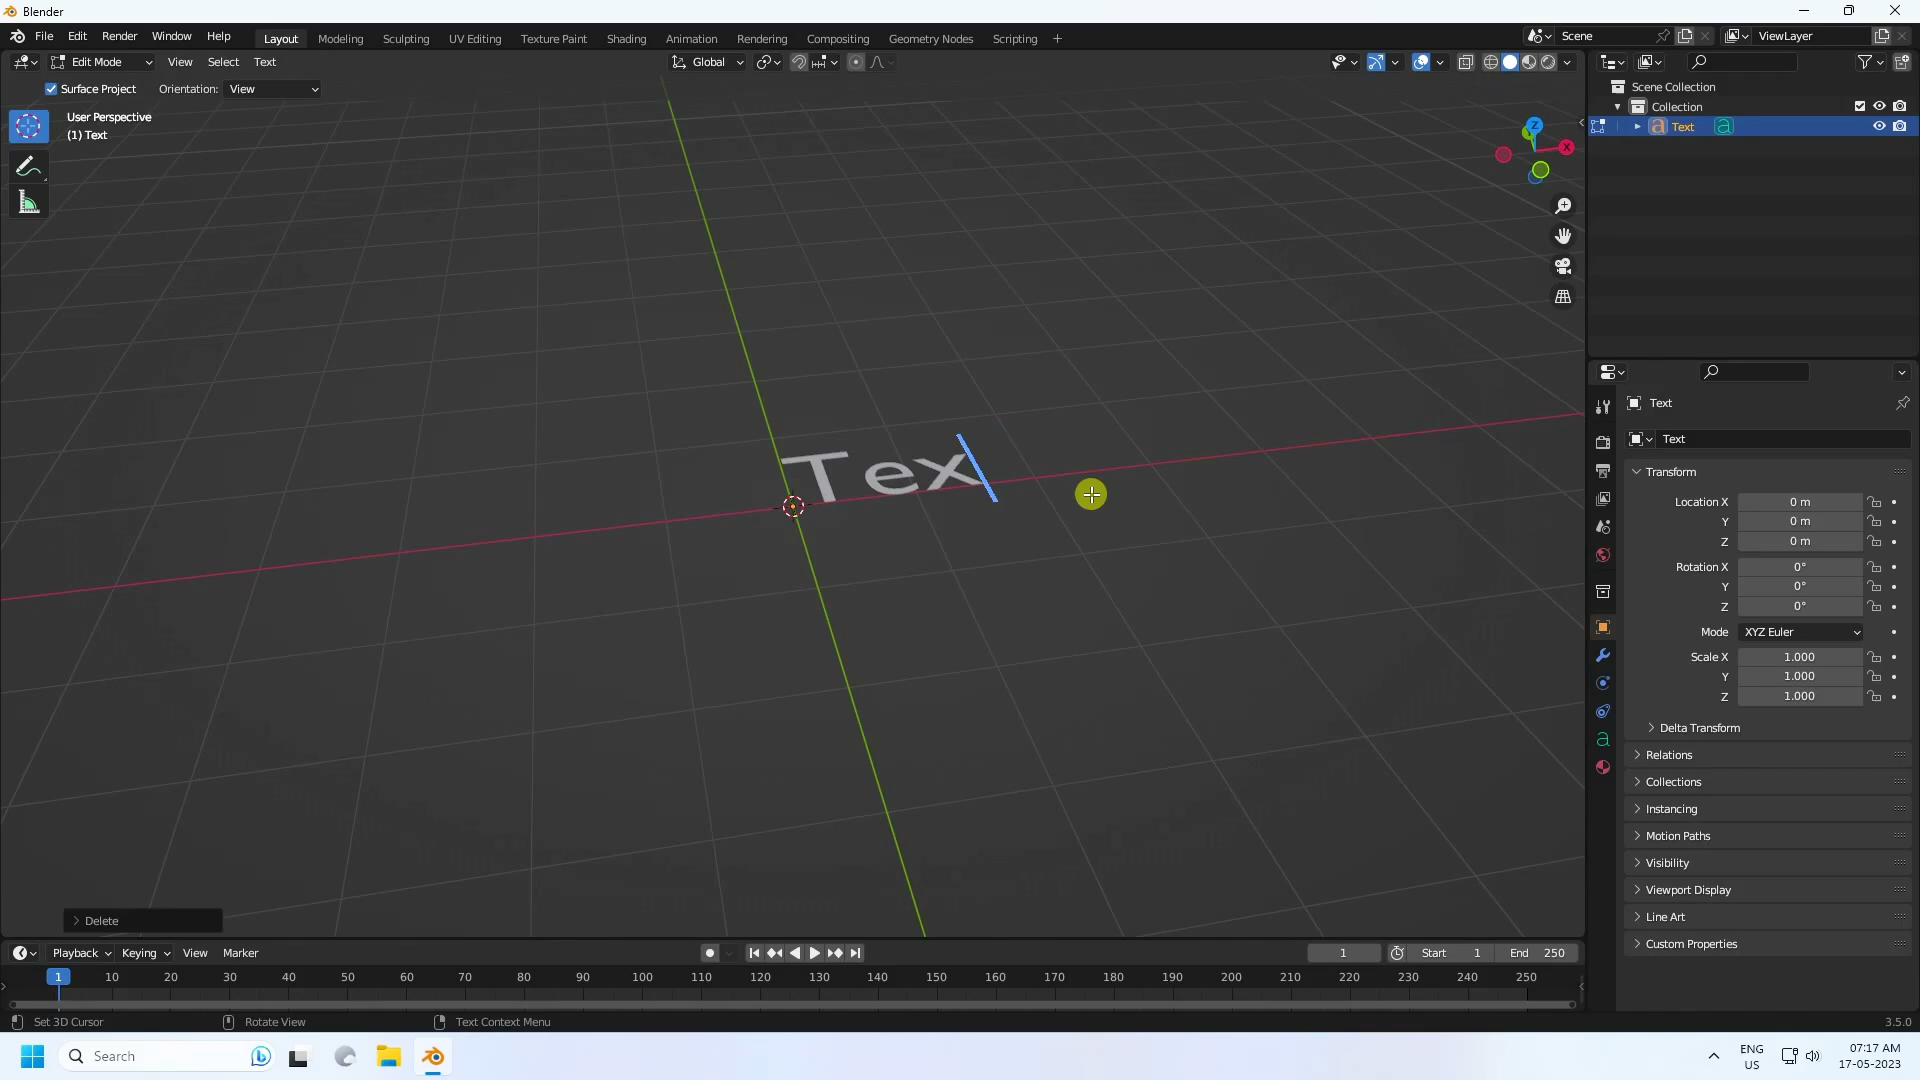 Blender
File Edit Render Window Help Layout Modeling Sculpting UV Editing Texture Paint Shading Animation Rendering Compositing Geometry Nodes Scripting + Scene ViewLayer
Edit Mode View Select Text Global
Surface Project Orientation: View
User Perspective
(1) Text
Z
Y
X
Scene Collection
Collection
Text
Tex
Delete
Text
Text
Transform
Location X 0 m
Y 0 m
Z 0 m
Rotation X 0°
Y 0°
Z 0°
Mode XYZ Euler
Scale X 1.000
Y 1.000
Z 1.000
Delta Transform
Relations
Collections
Instancing
Motion Paths
Visibility
Viewport Display
Line Art
Custom Properties
Playback Keying View Marker 1 Start 1 End 250
1 10 20 30 40 50 60 70 80 90 100 110 120 130 140 150 160 170 180 190 200 210 220 230 240 250
Set 3D Cursor Rotate View Text Context Menu 3.5.0
Search
ENG
US
07:17 AM
17-05-2023